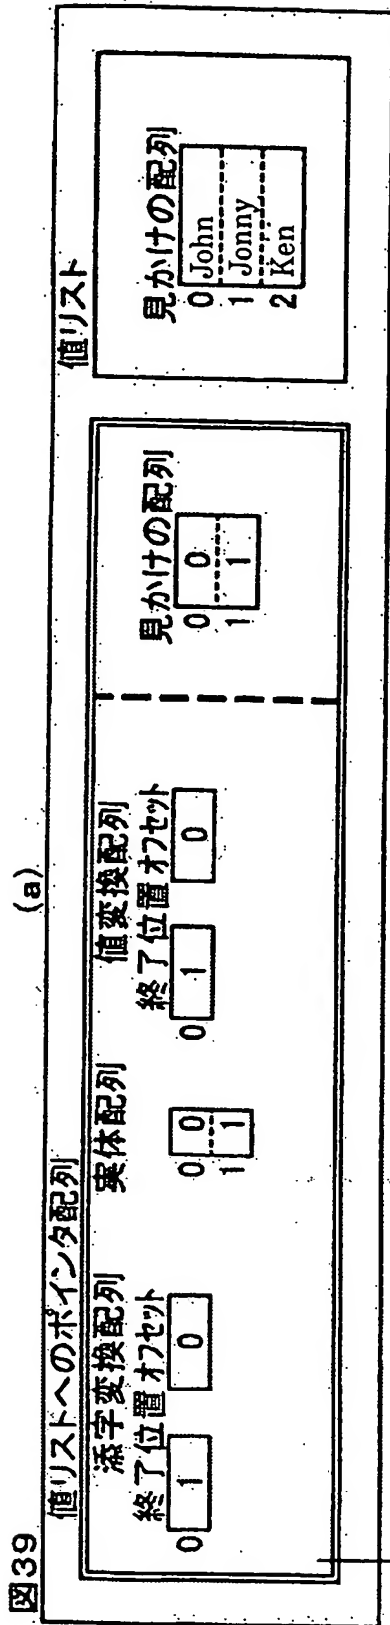 図39
(a)
値リストへのポインタ配列
添字変換配列
終了位置 オフセット
0 1 0
実体配列
0 0
1 1
値変換配列
終了位置 オフセット
0 1 0
見かけの配列
0 0
1 1
値リスト
見かけの配列
0 John
1 Jonny
2 Ken